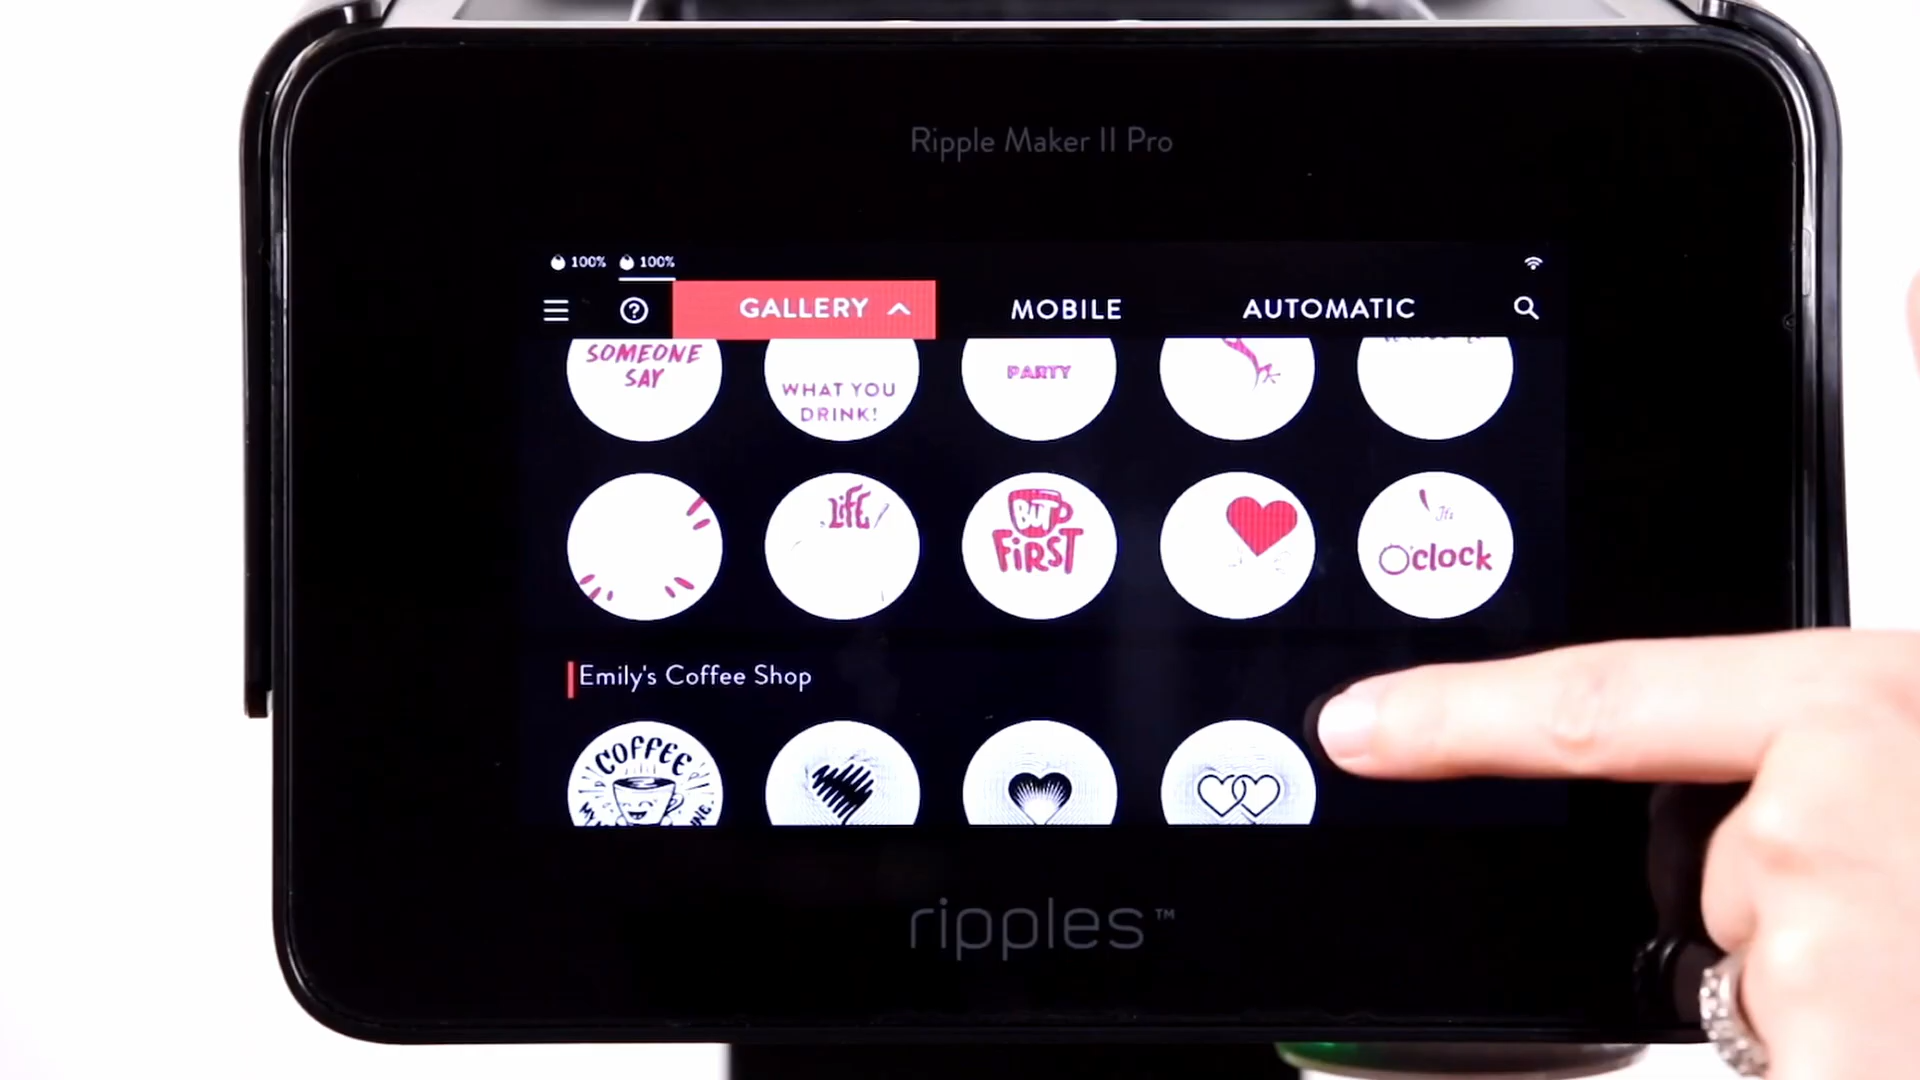 Ripple Maker II Pro
100% 100%
GALLERY MOBILE AUTOMATIC
SOMEONE
SAY
WHAT YOU
DRINK!
PARTY
LiFE
BUT
FiRST
It's
O'clock
Emily's Coffee Shop
COFFEE
ripples™